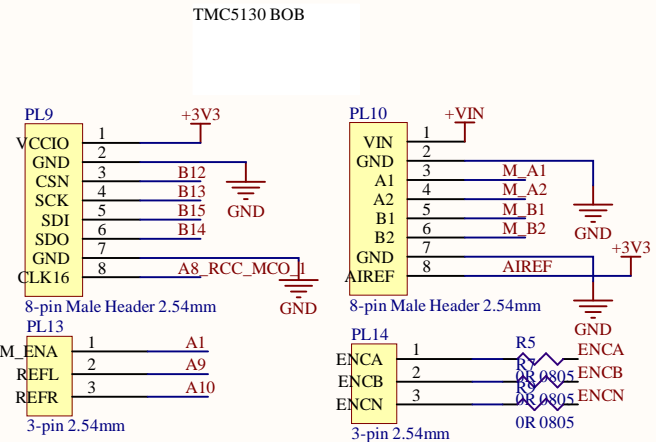 TMC5130 BOB
PL9
+3V3
VCCIO 1
GND 2
CSN 3 B12
SCK 4 B13
SDI 5 B15
SDO 6 B14
GND 7
CLK16 8 A8_RCC_MCO_1
GND
GND
8-pin Male Header 2.54mm
PL10
+VIN
VIN 1
GND 2
A1 3 M_A1
A2 4 M_A2
B1 5 M_B1
B2 6 M_B2
GND 7
AIREF 8 AIREF
GND
+3V3
GND
8-pin Male Header 2.54mm
PL13
M_ENA 1 A1
REFL 2 A9
REFR 3 A10
3-pin 2.54mm
PL14
ENCA 1 R5 ENCA
0R 0805
ENCB 2 R7 ENCB
0R 0805
ENCN 3 ENCN
0R 0805
3-pin 2.54mm